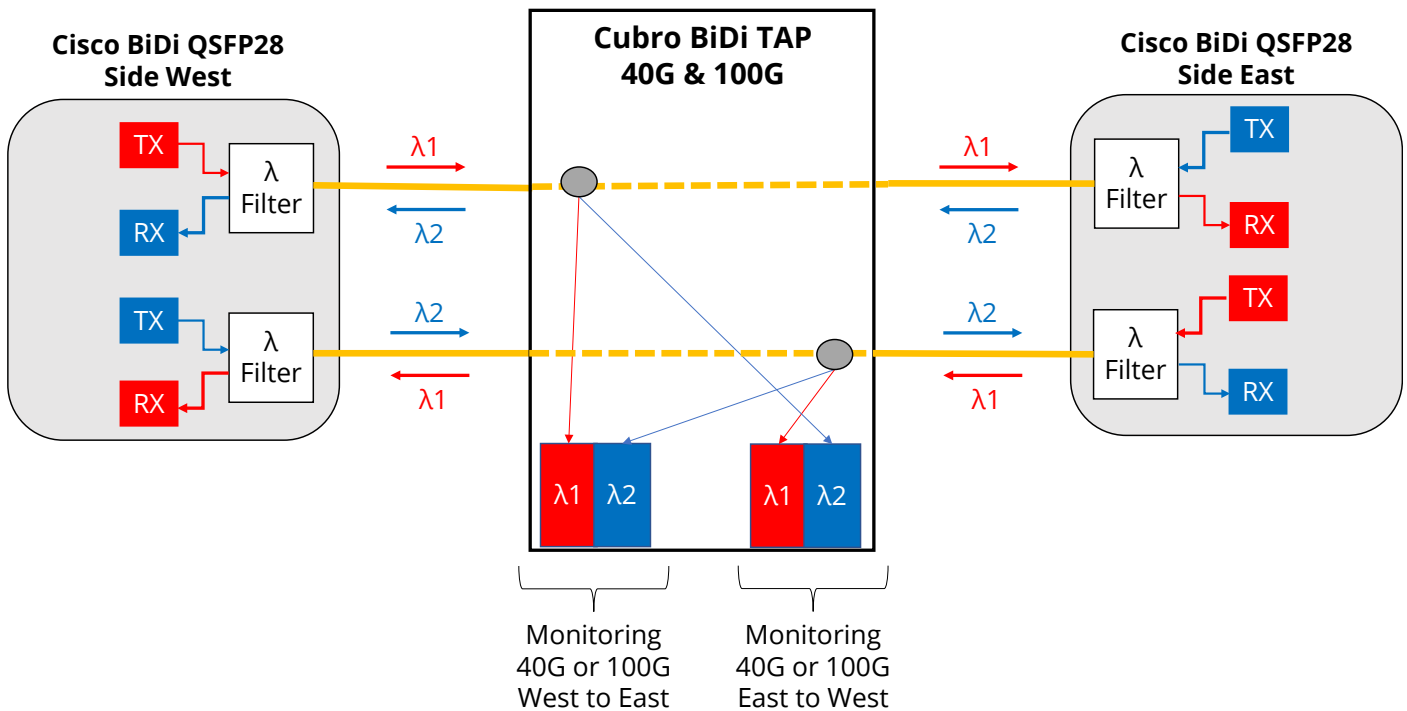 Cisco BiDi QSFP28
Side West
Cubro BiDi TAP
40G & 100G
Cisco BiDi QSFP28
Side East
TX
RX
λ
Filter
TX
RX
λ
Filter
λ1
λ2
λ2
λ1
λ1
λ2
λ2
λ1
λ
Filter
TX
RX
λ
Filter
TX
RX
λ1
λ2
λ1
λ2
Monitoring
40G or 100G
West to East
Monitoring
40G or 100G
East to West